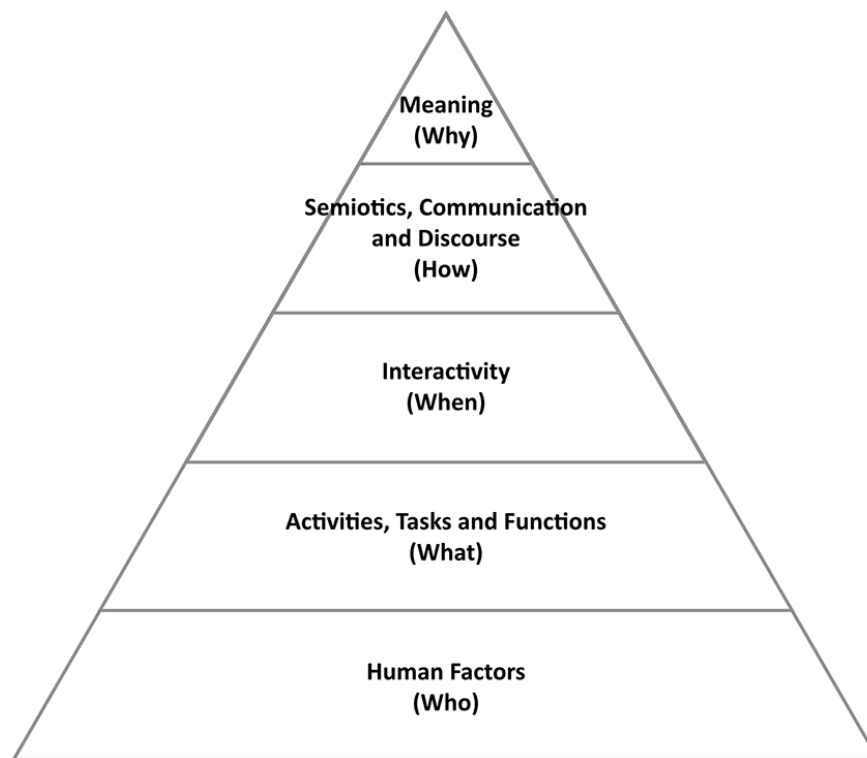 Meaning
(Why)
Semiotics, Communication
and Discourse
(How)
Interactivity
(When)
Activities, Tasks and Functions
(What)
Human Factors
(Who)